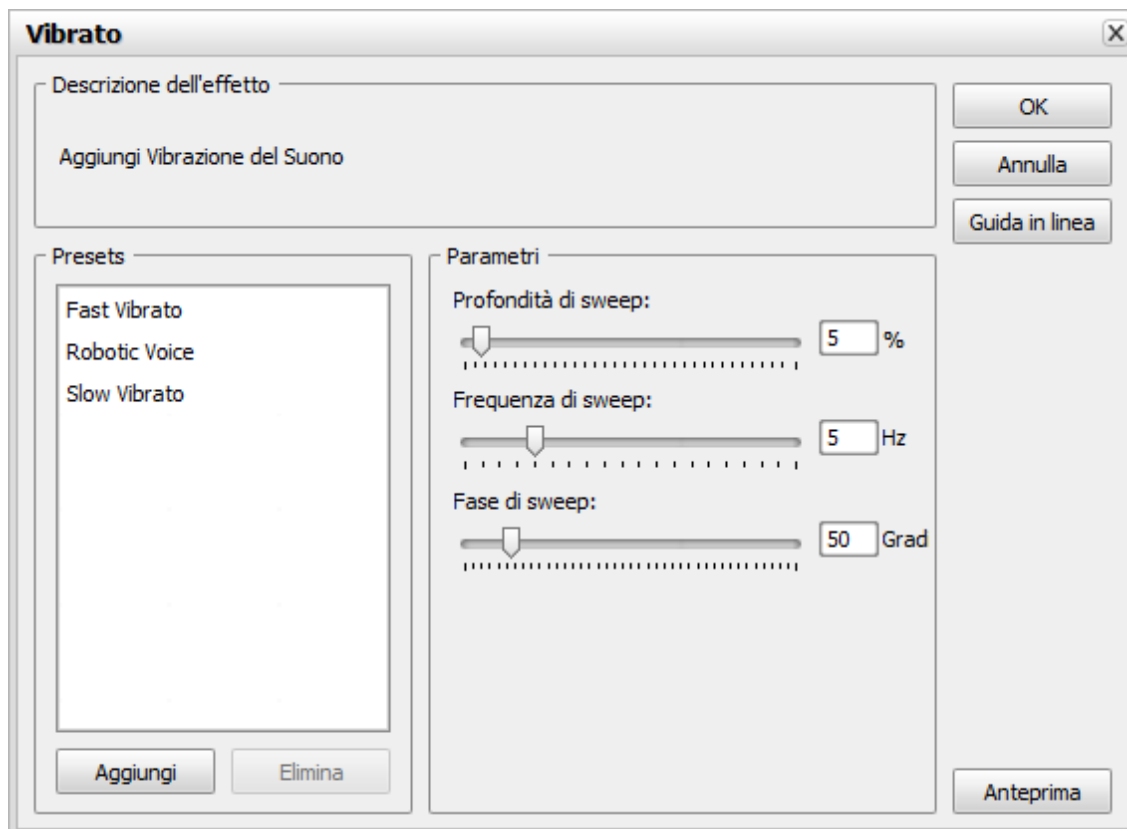 Vibrato
Descrizione dell'effetto
Aggiungi Vibrazione del Suono
OK
Annulla
Guida in linea
Presets
Fast Vibrato
Robotic Voice
Slow Vibrato
Aggiungi
Elimina
Parametri
Profondità di sweep:
5 %
Frequenza di sweep:
5 Hz
Fase di sweep:
50 Grad
Anteprima